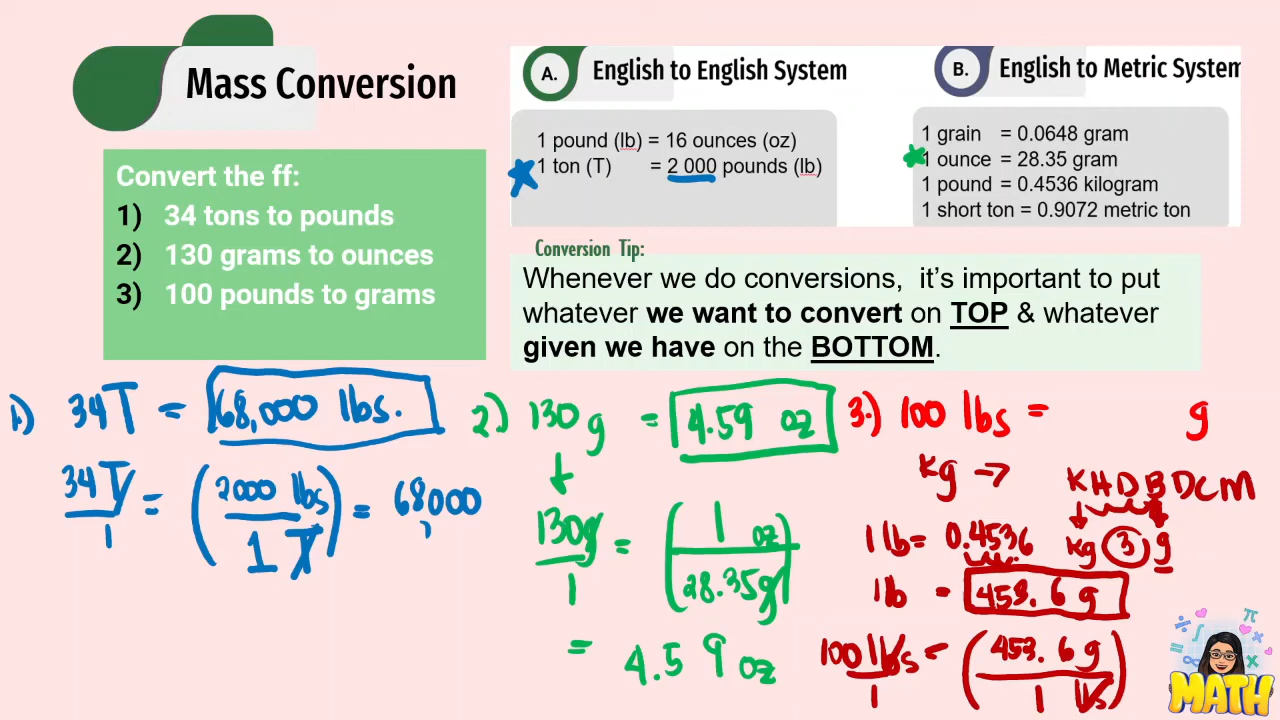 Mass Conversion
Convert the ff:
1) 34 tons to pounds
2) 130 grams to ounces
3) 100 pounds to grams
A. English to English System
1 pound (lb) = 16 ounces (oz)
1 ton (T) = 2 000 pounds (lb)
B. English to Metric System
1 grain = 0.0648 gram
1 ounce = 28.35 gram
1 pound = 0.4536 kilogram
1 short ton = 0.9072 metric ton
Conversion Tip:
Whenever we do conversions, it's important to put
whatever we want to convert on TOP & whatever
given we have on the BOTTOM.
1.) 34T = 68,000 lbs.
34T/1 = (2000 lbs/1 T) = 68,000
2.) 130 g = 4.59 oz
130g/1 = (1 oz/28.35g)
= 4.59 oz
3.) 100 lbs = g
kg → KHDBDCM
kg 3 g
1 lb = 0.4536
1 lb = 453.6 g
100 lbs/1 = (453.6 g/1 lbs)
MATH